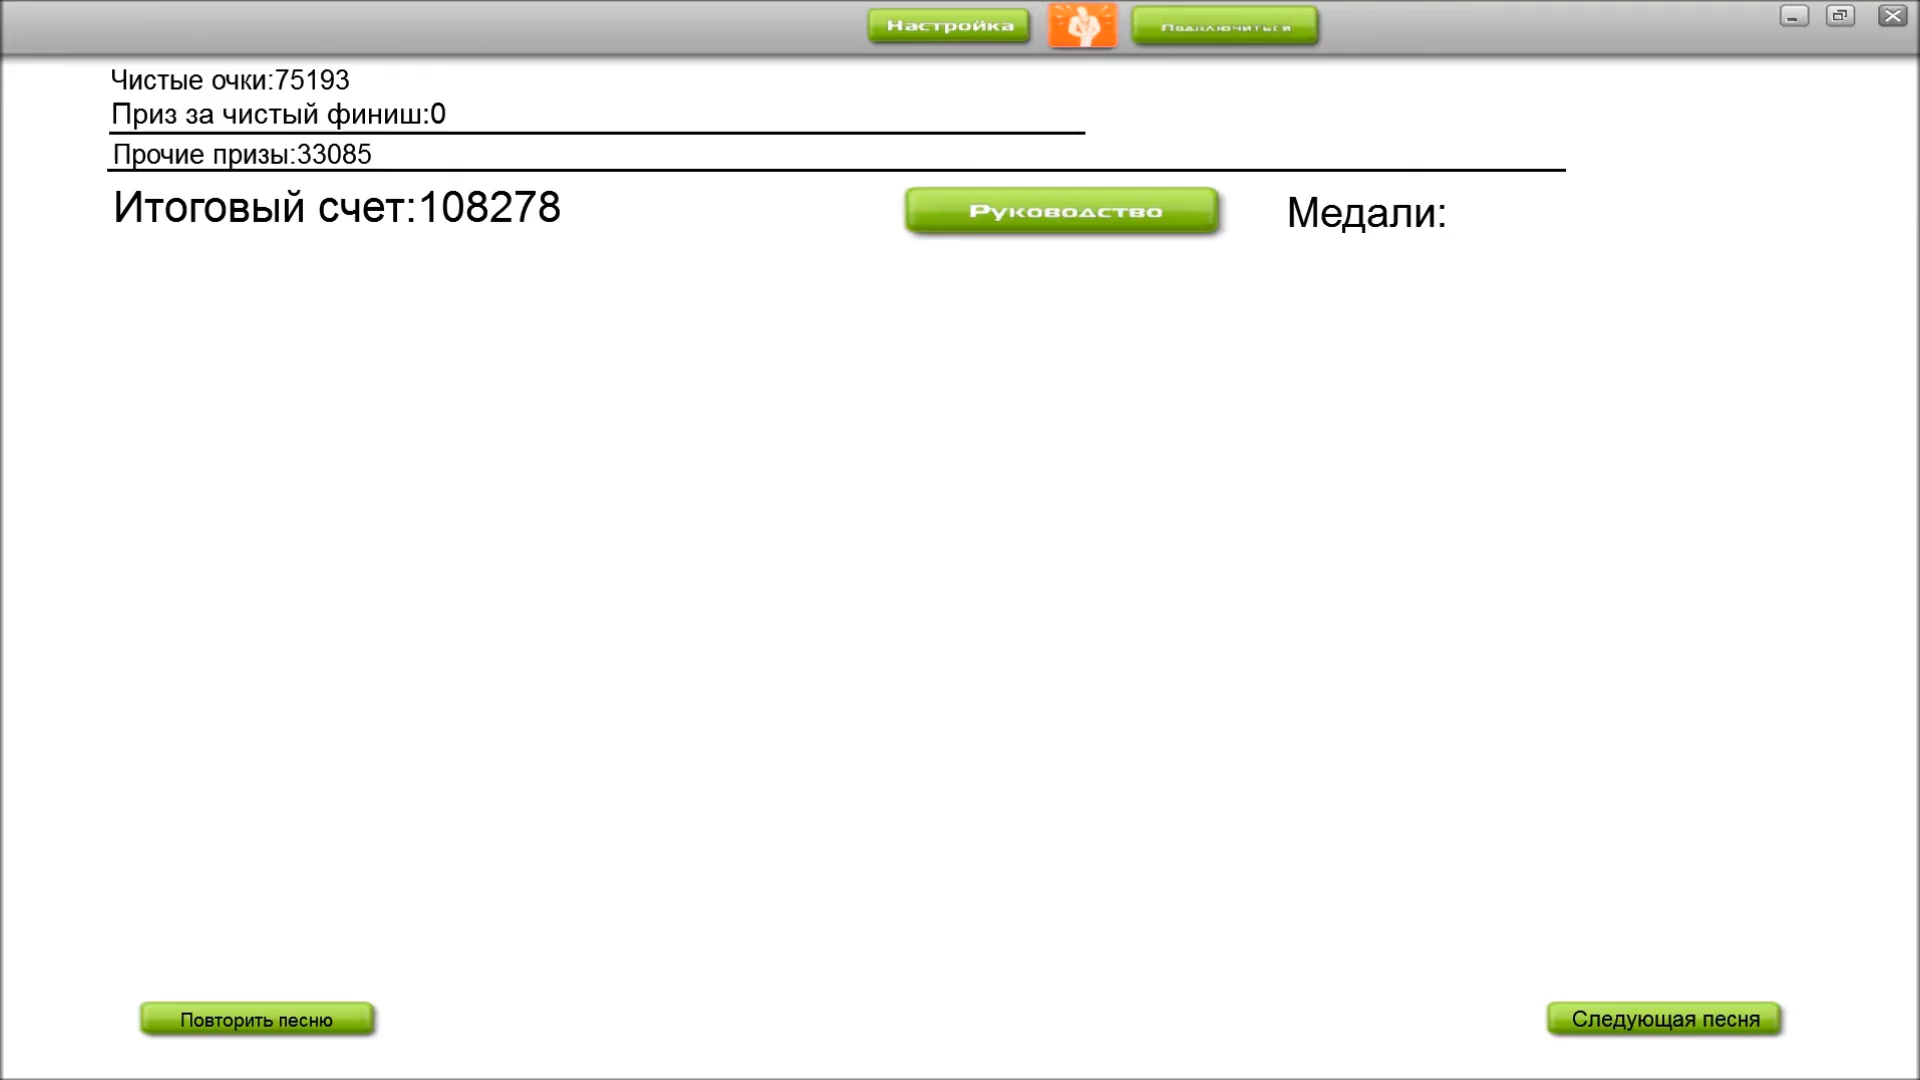 Настройка
Подключиться
Чистые очки:75193
Приз за чистый финиш:0
Прочие призы:33085
Итоговый счет:108278
Руководство
Медали:
Повторить песню
Следующая песня